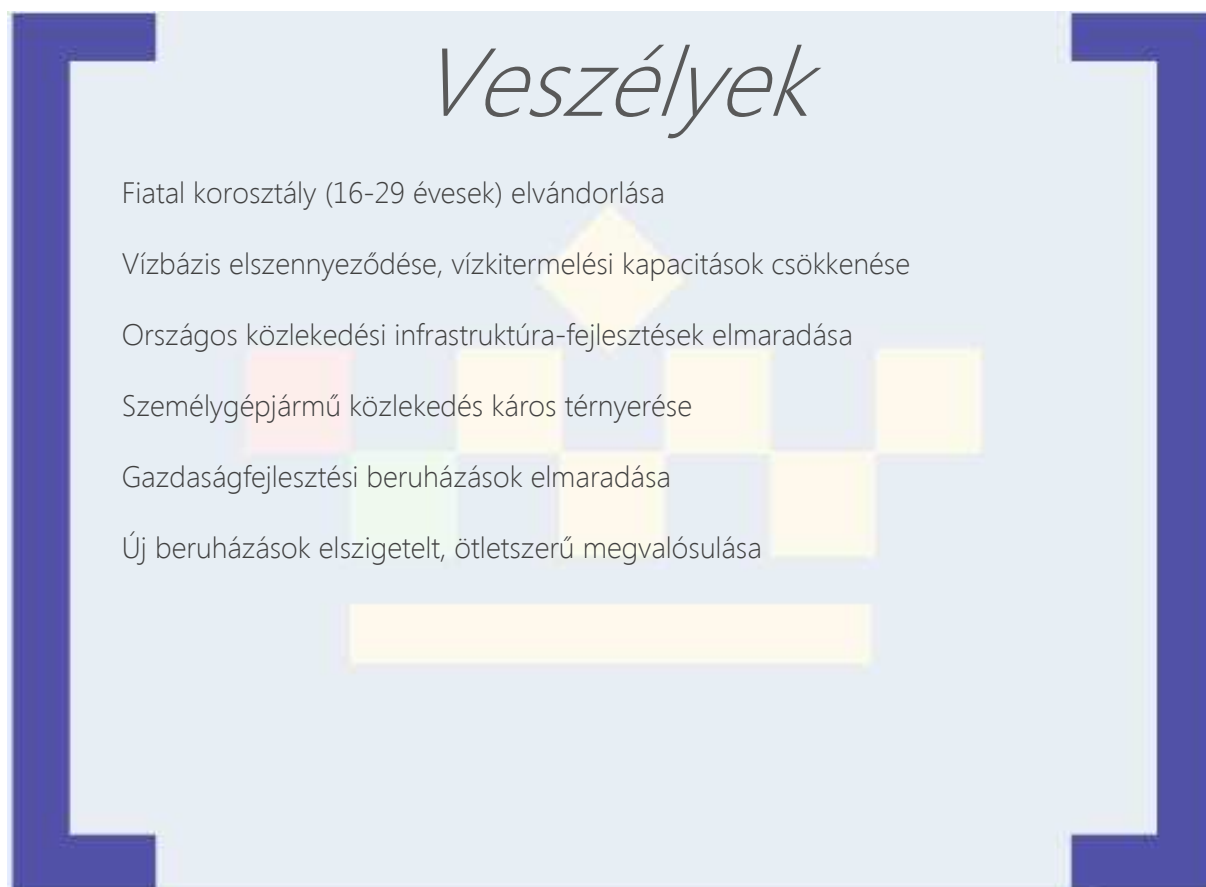 Veszélyek
Fiatal korosztály (16-29 évesek) elvándorlása
Vízbázis elszennyeződése, vízkitermelési kapacitások csökkenése
Országos közlekedési infrastruktúra-fejlesztések elmaradása
Személygépjármű közlekedés káros térnyerése
Gazdaságfejlesztési beruházások elmaradása
Új beruházások elszigetelt, ötletszerű megvalósulása